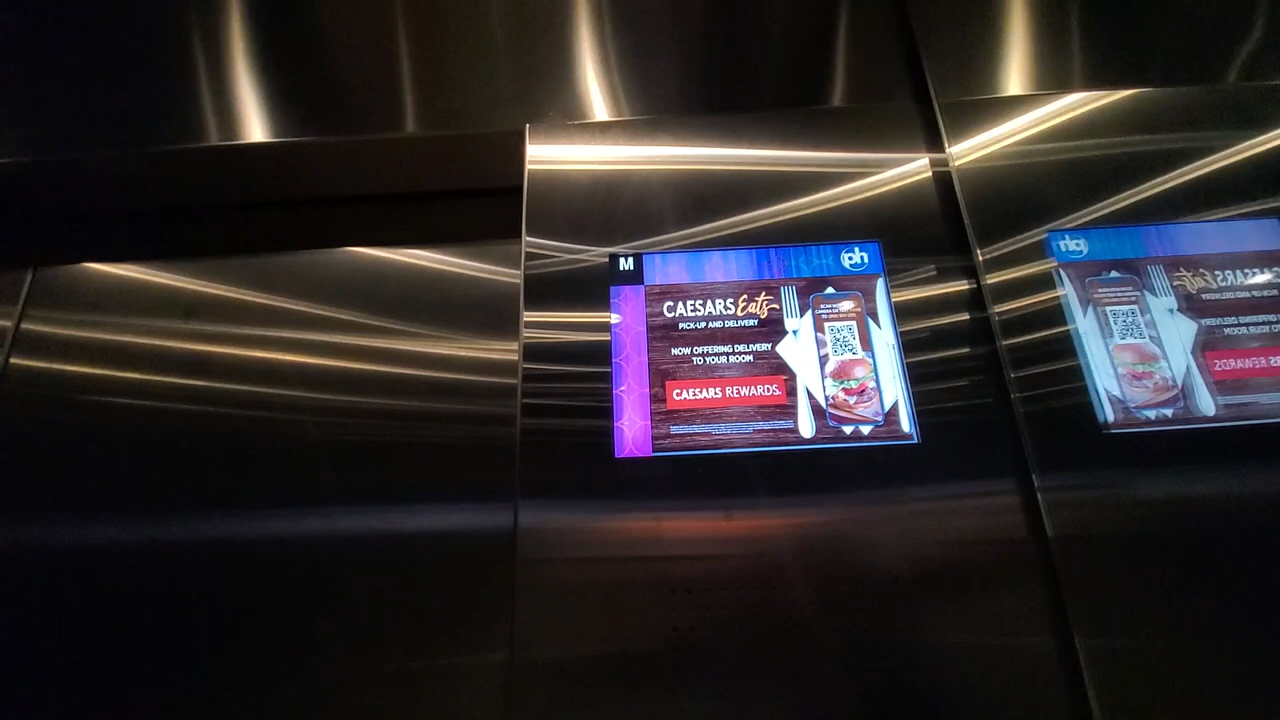 M
ph
CAESARS Eats
PICK-UP AND DELIVERY
NOW OFFERING DELIVERY
TO YOUR ROOM
CAESARS REWARDS.